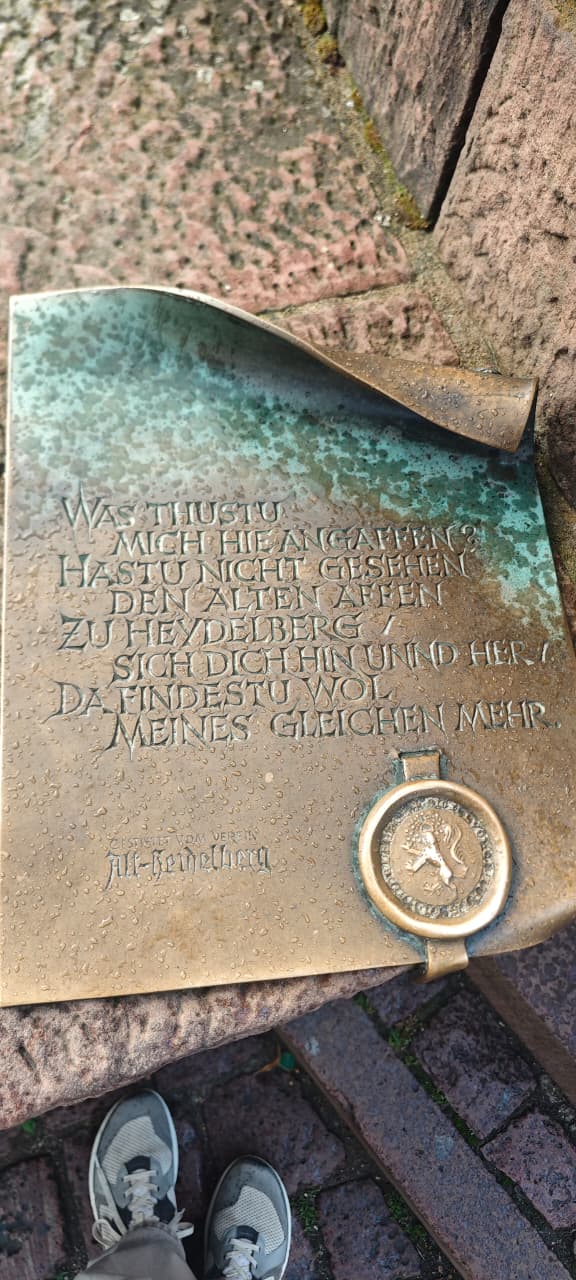 WAS THUSTU
MICH HIE ANGAFFEN?
HASTU NICHT GESEHEN
DEN ALTEN AFFEN
ZU HEYDELBERG /
SICH DICH HIN UNND HER /
DA FINDESTU WOL
MEINES GLEICHEN MEHR.
GESTIFTET VOM VEREIN
Alt-Heidelberg